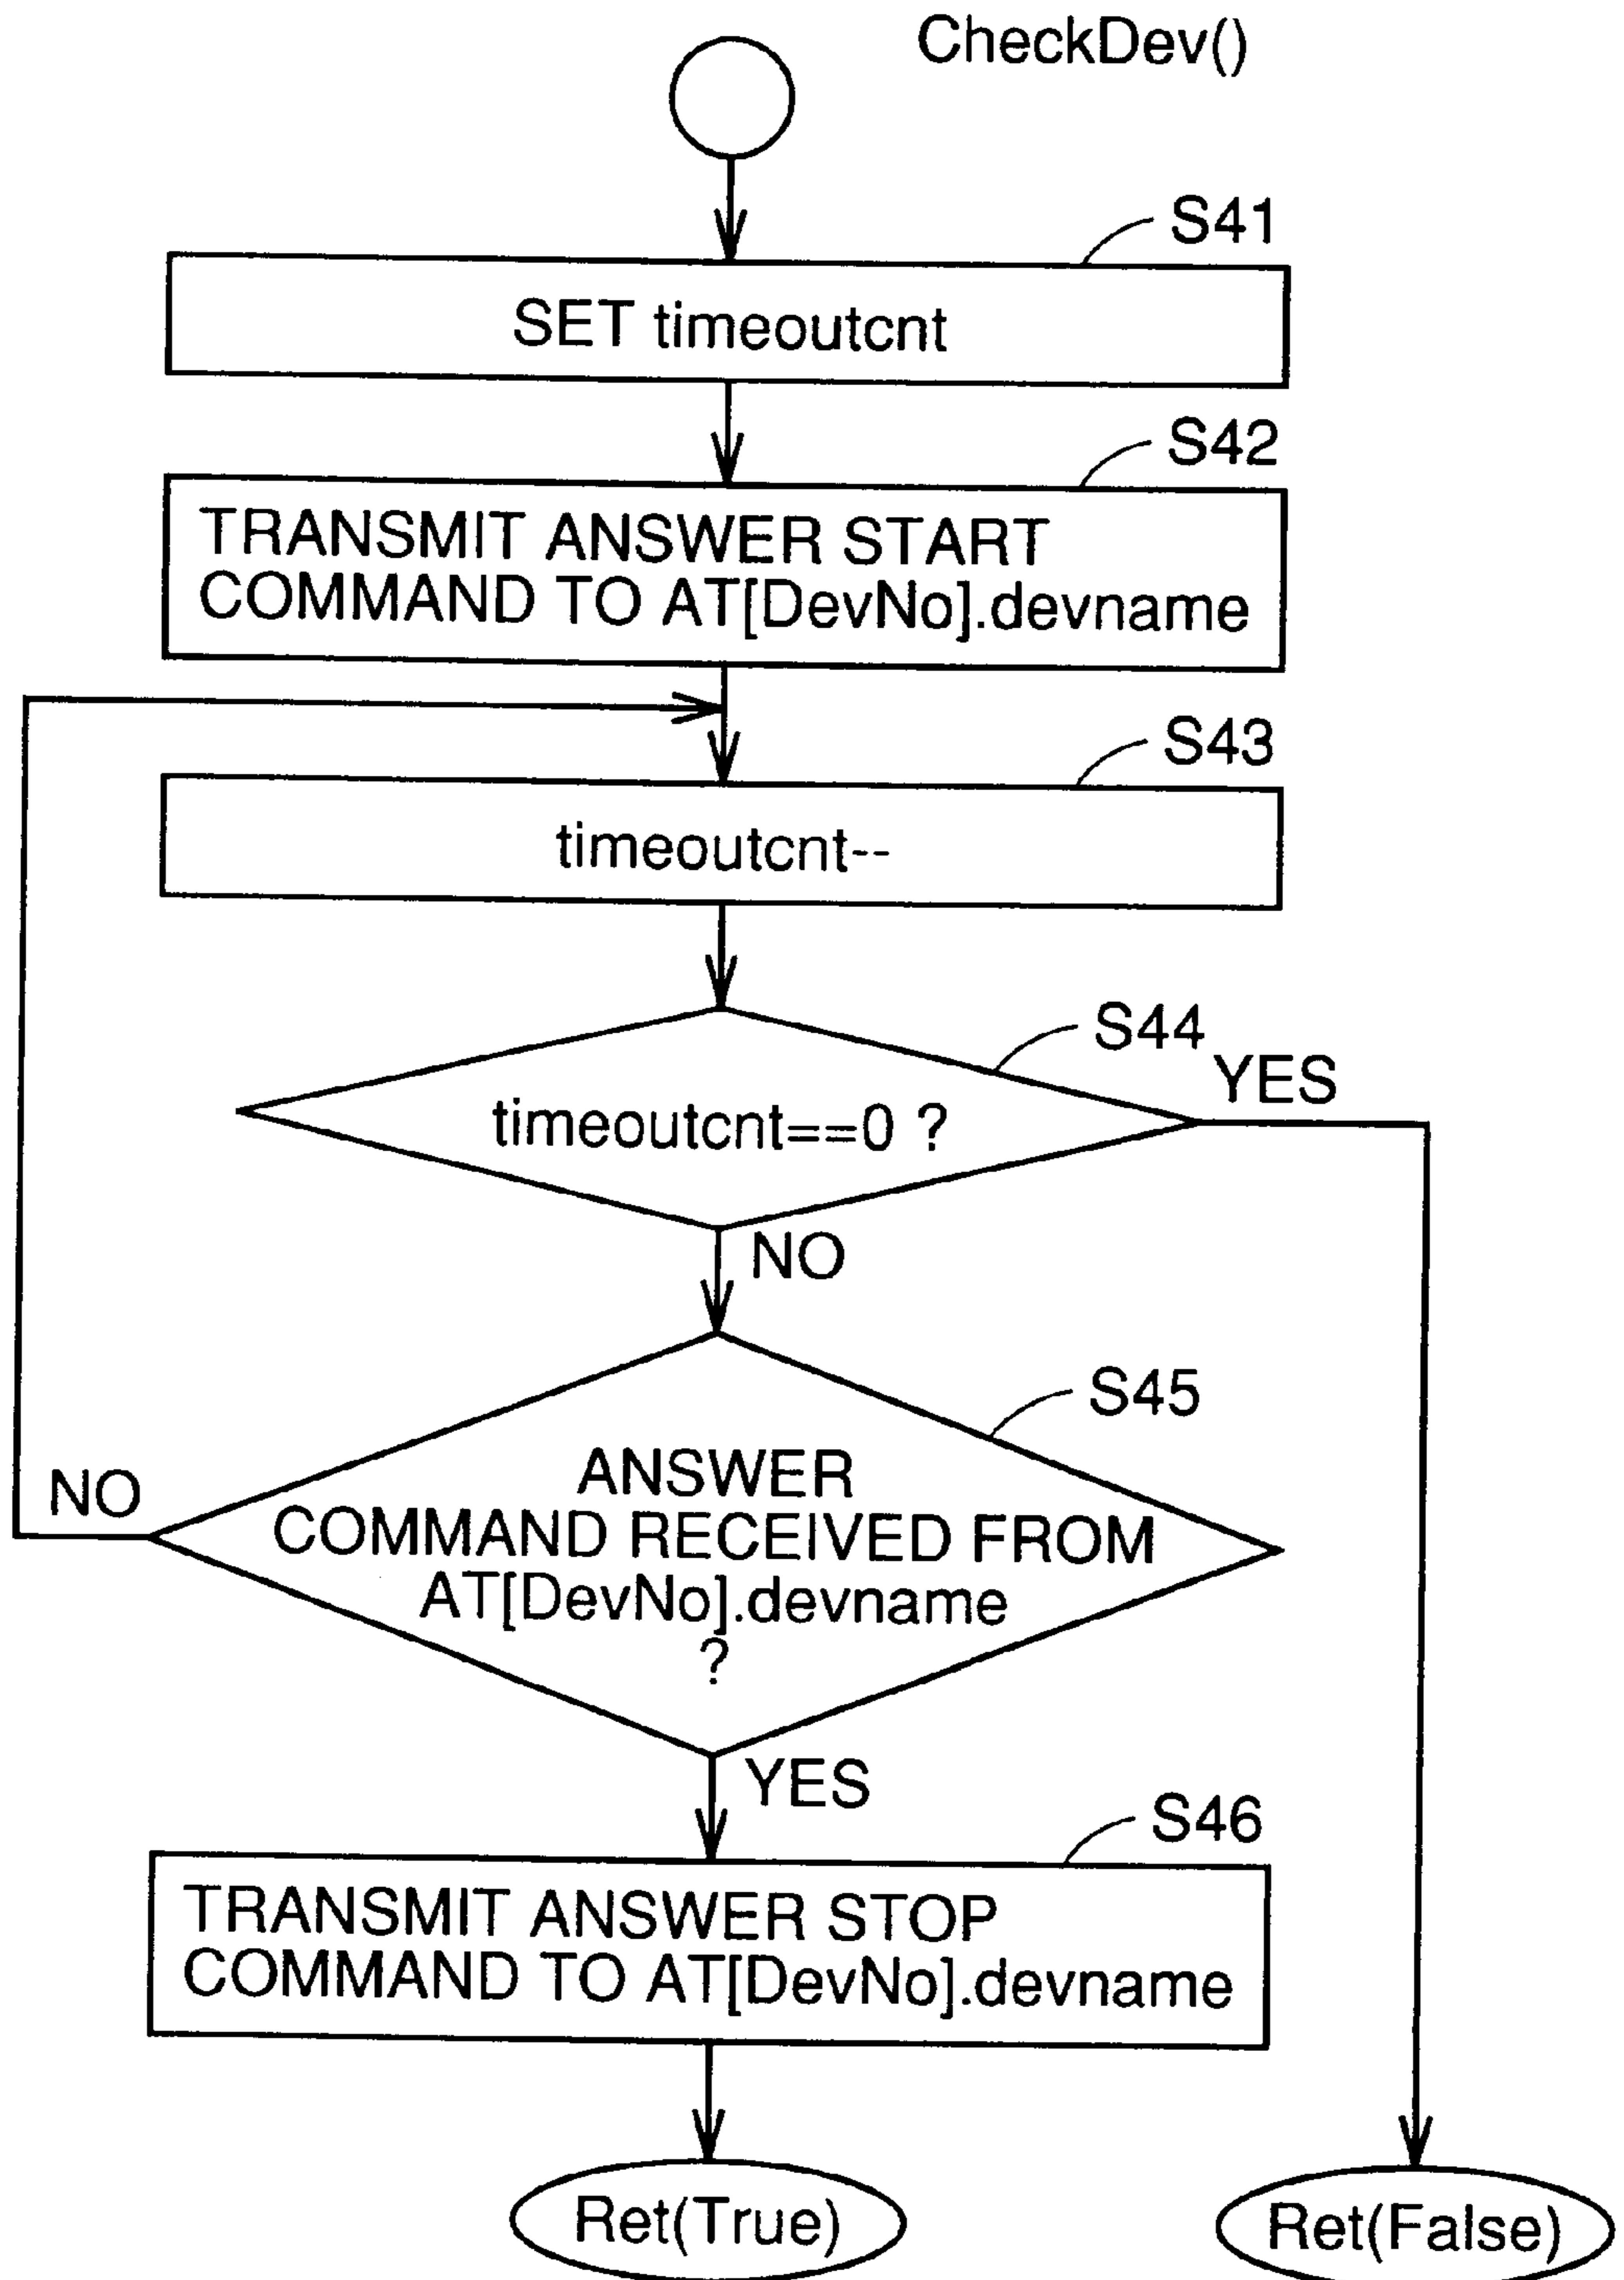 CheckDev()
S41
SET timeoutcnt
S42
TRANSMIT ANSWER START
COMMAND TO AT[DevNo].devname
S43
timeoutcnt--
S44
YES
timeoutcnt==0 ?
NO
S45
NO
ANSWER
COMMAND RECEIVED FROM
AT[DevNo].devname
?
YES
S46
TRANSMIT ANSWER STOP
COMMAND TO AT[DevNo].devname
Ret(True)
Ret(False)